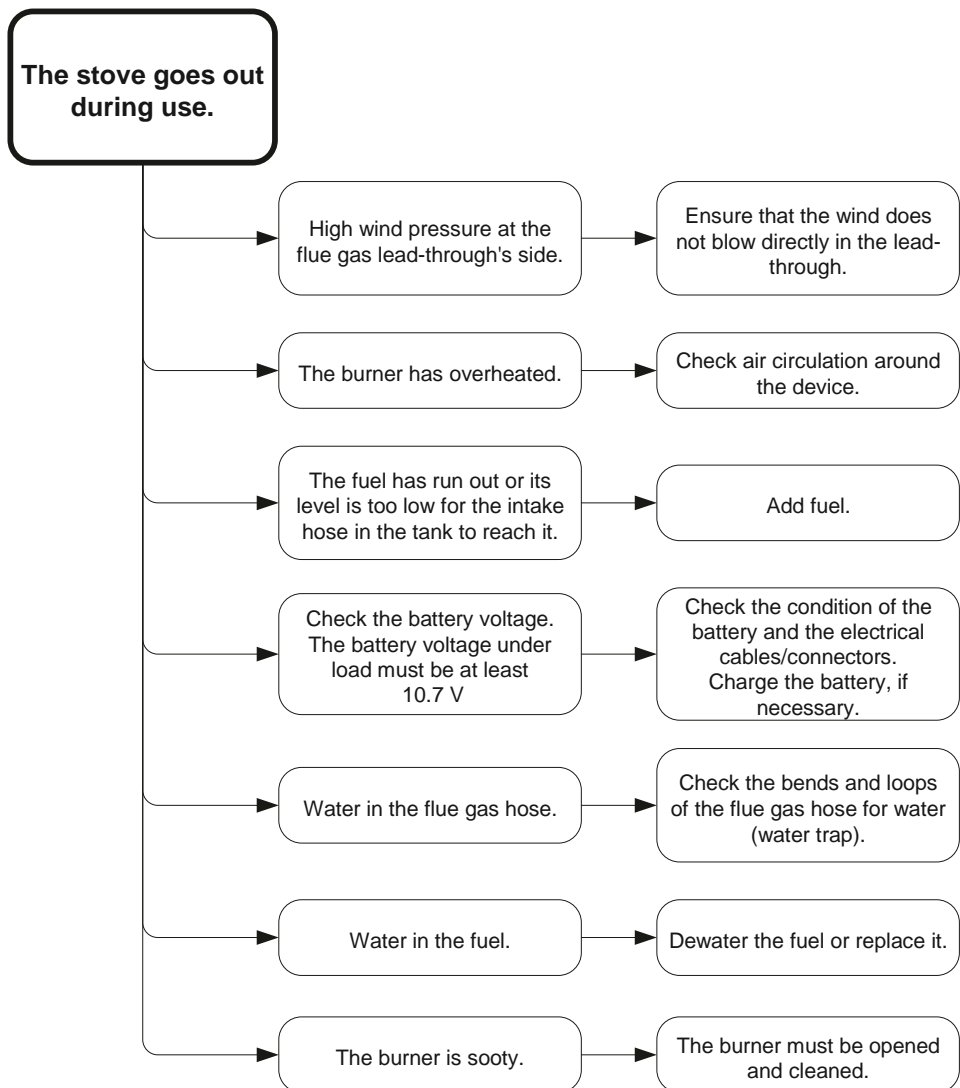 The stove goes out
during use.
High wind pressure at the
flue gas lead-through's side.
Ensure that the wind does
not blow directly in the lead-
through.
The burner has overheated.
Check air circulation around
the device.
The fuel has run out or its
level is too low for the intake
hose in the tank to reach it.
Add fuel.
Check the battery voltage.
The battery voltage under
load must be at least
10.7 V
Check the condition of the
battery and the electrical
cables/connectors.
Charge the battery, if
necessary.
Water in the flue gas hose.
Check the bends and loops
of the flue gas hose for water
(water trap).
Water in the fuel.
Dewater the fuel or replace it.
The burner is sooty.
The burner must be opened
and cleaned.